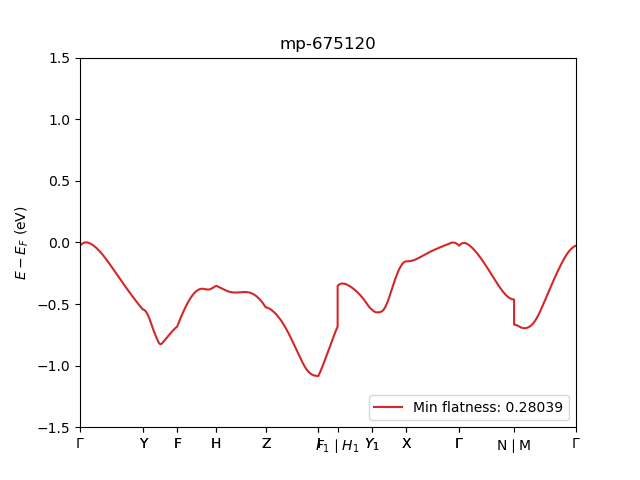 mp-675120
1.5
1.0
0.5
0.0
−0.5
−1.0
−1.5
E − E_F (eV)
Min flatness: 0.28039
Γ Y F H Z F₁ | H₁ Y₁ X Γ N | M Γ